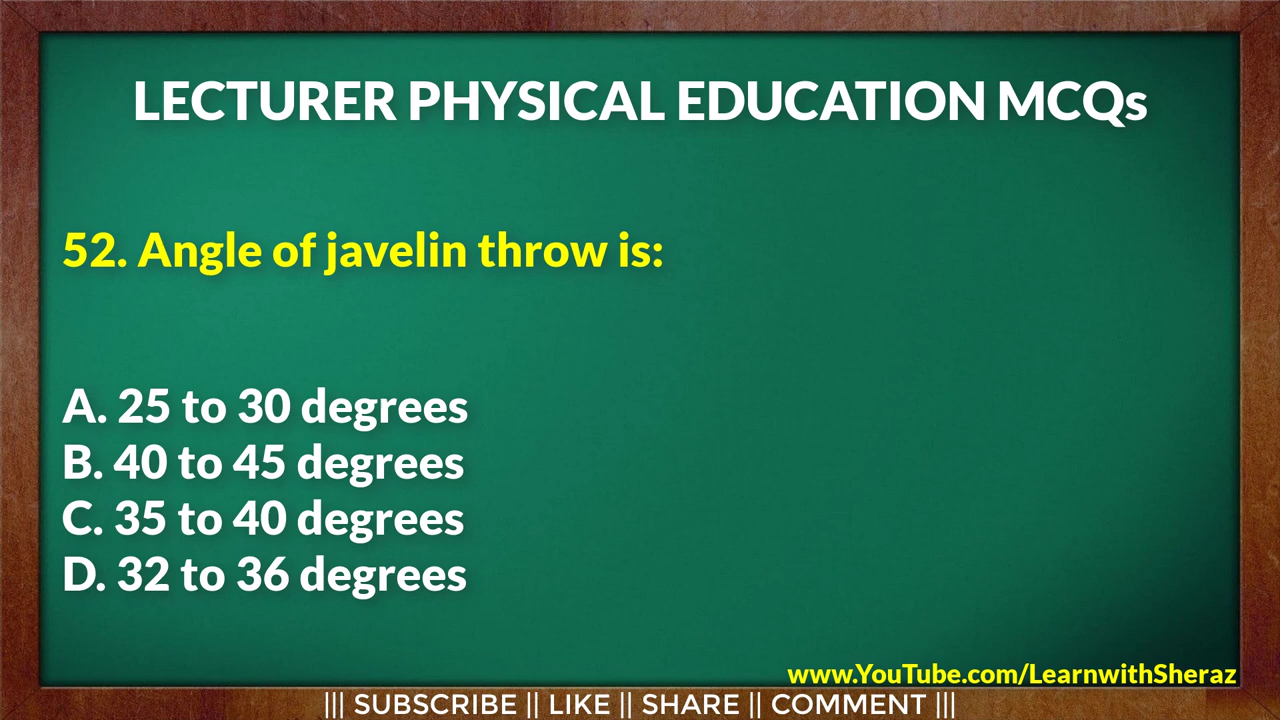 LECTURER PHYSICAL EDUCATION MCQs
52. Angle of javelin throw is:
A. 25 to 30 degrees
B. 40 to 45 degrees
C. 35 to 40 degrees
D. 32 to 36 degrees
www.YouTube.com/LearnwithSheraz
||| SUBSCRIBE || LIKE || SHARE || COMMENT |||